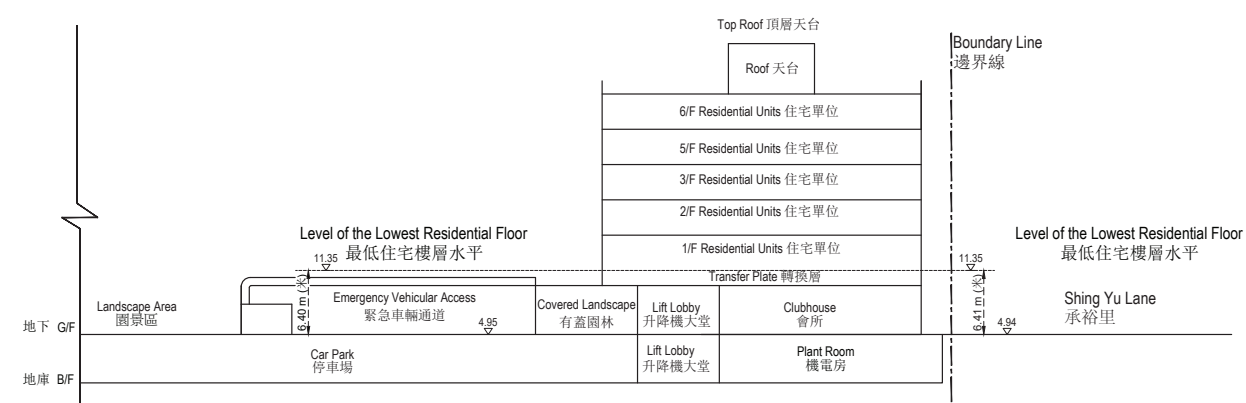 Top Roof 頂層天台
Boundary Line
邊界線
Roof 天台
6/F Residential Units 住宅單位
5/F Residential Units 住宅單位
3/F Residential Units 住宅單位
2/F Residential Units 住宅單位
Level of the Lowest Residential Floor
最低住宅樓層水平
11.35
1/F Residential Units 住宅單位
Level of the Lowest Residential Floor
最低住宅樓層水平
11.35
Transfer Plate 轉換層
Landscape Area
園景區
6.40 m (米)
Emergency Vehicular Access
緊急車輛通道
4.95
Covered Landscape
有蓋園林
Lift Lobby
升降機大堂
Clubhouse
會所
6.41 m (米)
4.94
Shing Yu Lane
承裕里
地下 G/F
Car Park
停車場
Lift Lobby
升降機大堂
Plant Room
機電房
地庫 B/F